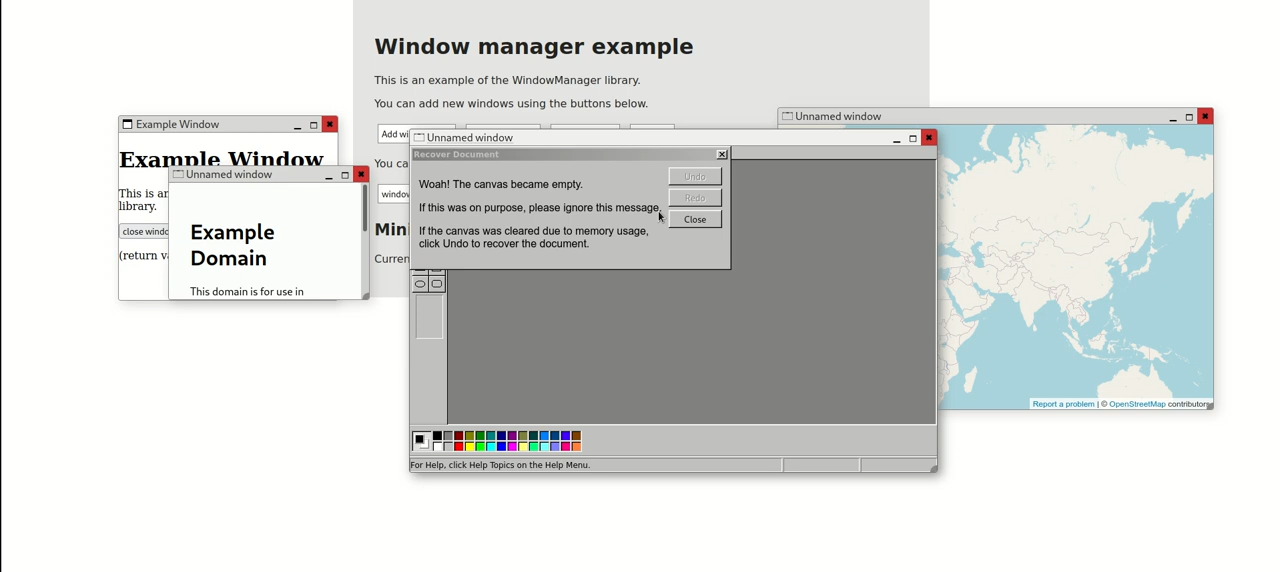 Window manager example
This is an example of the WindowManager library.
You can add new windows using the buttons below.
Add wi
You ca
window
Mini
Curren
Example Window
Example Window
This is an
library.
close windo
(return va
Unnamed window
Example
Domain
This domain is for use in
Unnamed window
Recover Document
Woah! The canvas became empty.
If this was on purpose, please ignore this message.
If the canvas was cleared due to memory usage,
click Undo to recover the document.
Undo
Redo
Close
For Help, click Help Topics on the Help Menu.
Unnamed window
Report a problem | © OpenStreetMap contributors